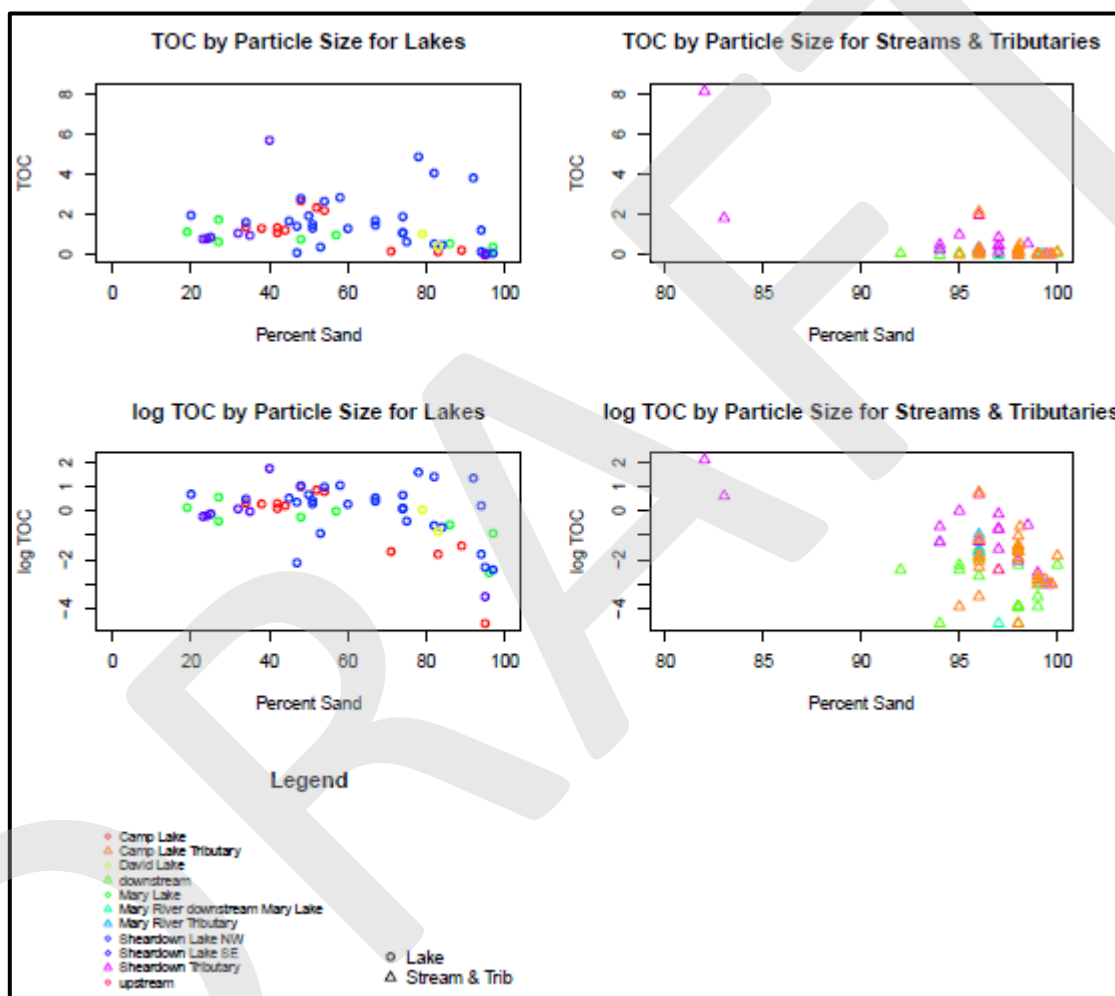 TOC by Particle Size for Lakes
TOC
8
6
4
2
0
0 20 40 60 80 100
Percent Sand
TOC by Particle Size for Streams & Tributaries
TOC
8
6
4
2
0
80 85 90 95 100
Percent Sand
log TOC by Particle Size for Lakes
log TOC
2
1
0
−2
−4
0 20 40 60 80 100
Percent Sand
log TOC by Particle Size for Streams & Tributaries
log TOC
2
1
0
−2
−4
80 85 90 95 100
Percent Sand
Legend
Camp Lake
Camp Lake Tributary
David Lake
downstream
Mary Lake
Mary River downstream Mary Lake
Mary River Tributary
Sheardown Lake NW
Sheardown Lake SE
Sheardown Tributary
upstream
Lake
Stream & Trib
DRAFT